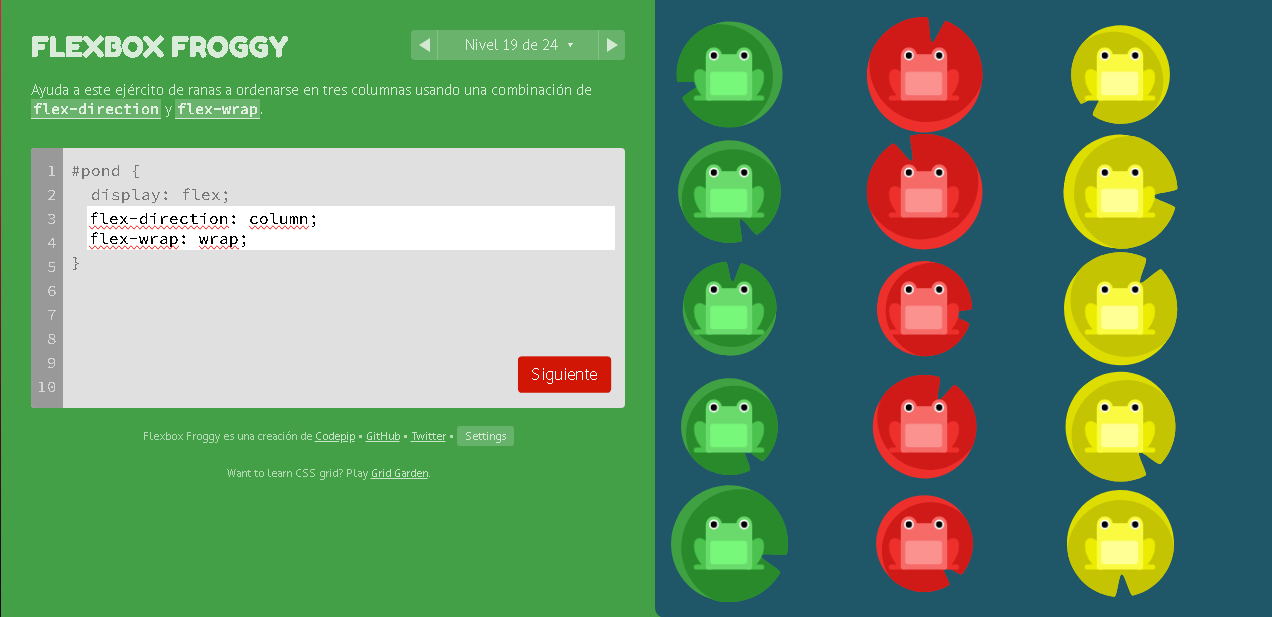 FLEXBOX FROGGY
◀ Nivel 19 de 24 ▾ ▶
Ayuda a este ejército de ranas a ordenarse en tres columnas usando una combinación de
flex-direction y flex-wrap.
1 #pond {
2 display: flex;
3 flex-direction: column;
4 flex-wrap: wrap;
5 }
6
7
8
9
10
Siguiente
Flexbox Froggy es una creación de Codepip • GitHub • Twitter • Settings
Want to learn CSS grid? Play Grid Garden.